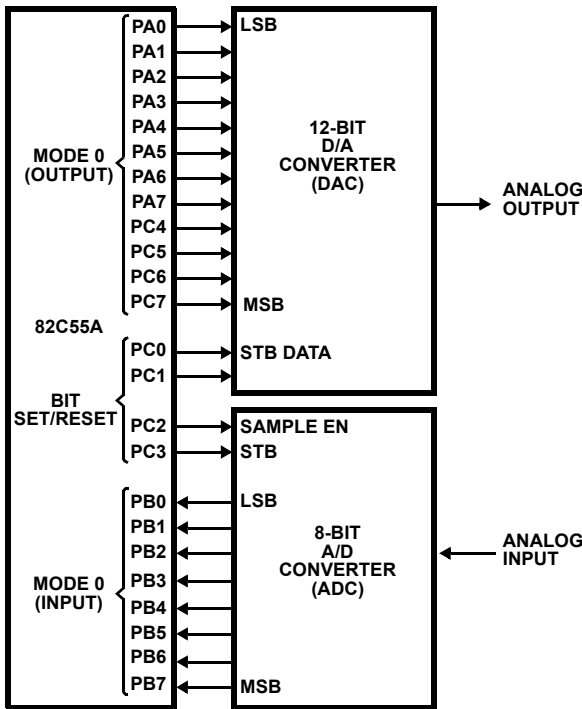 PA0
PA1
PA2
PA3
PA4
PA5
PA6
PA7
PC4
PC5
PC6
PC7
MODE 0
(OUTPUT)
82C55A
PC0
PC1
PC2
PC3
BIT
SET/RESET
PB0
PB1
PB2
PB3
PB4
PB5
PB6
PB7
MODE 0
(INPUT)
LSB
12-BIT
D/A
CONVERTER
(DAC)
MSB
STB DATA
ANALOG
OUTPUT
SAMPLE EN
STB
LSB
8-BIT
A/D
CONVERTER
(ADC)
MSB
ANALOG
INPUT